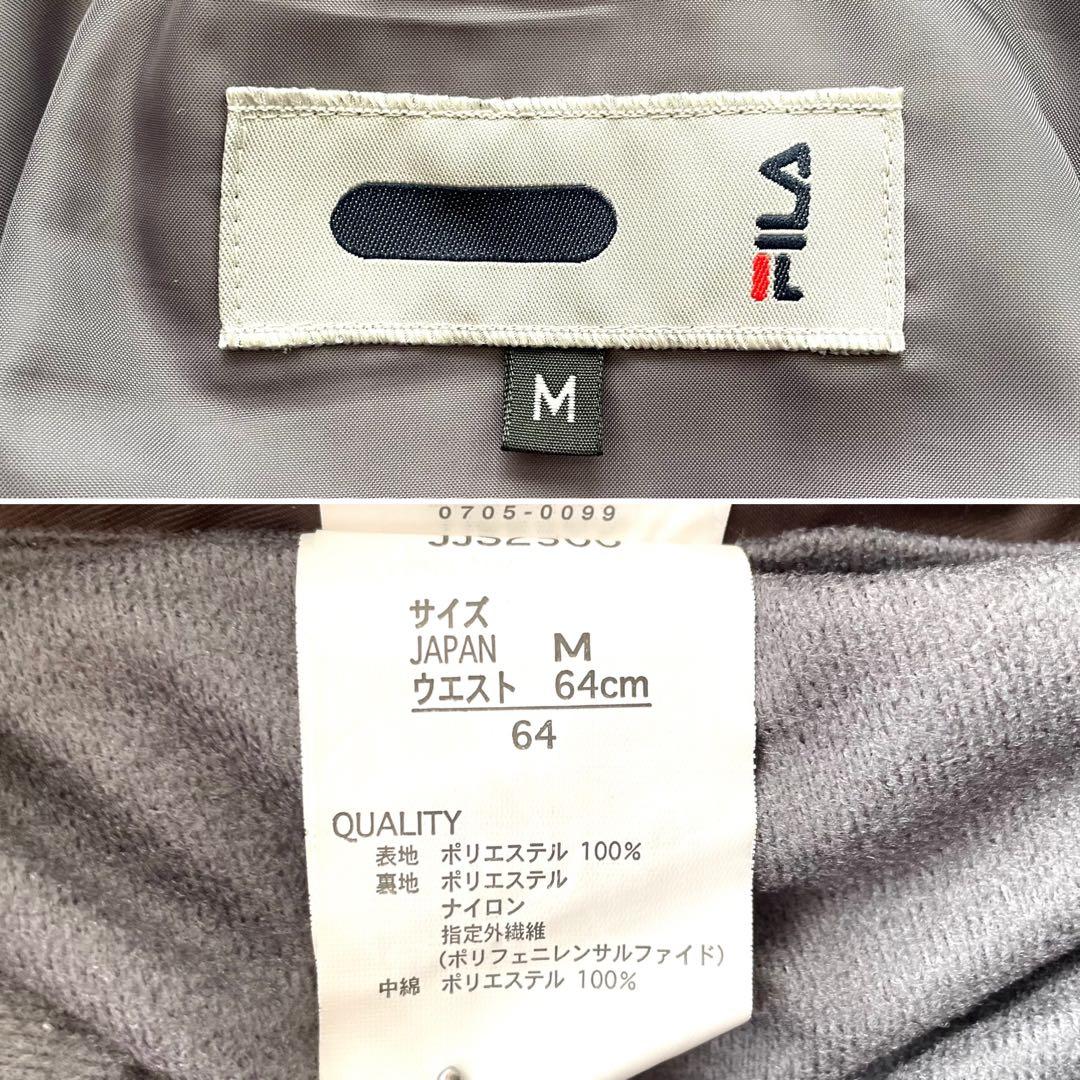 FILA
M
0705-0099
サイズ
JAPAN M
ウエスト 64cm
64
QUALITY
表地 ポリエステル 100%
裏地 ポリエステル
ナイロン
指定外繊維
(ポリフェニレンサルファイド)
中綿 ポリエステル 100%